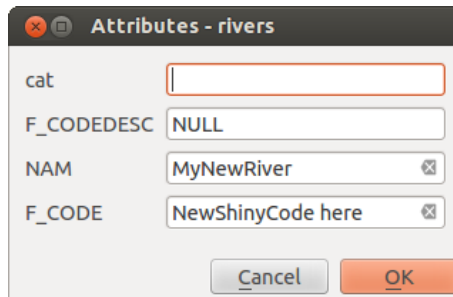 Attributes - rivers
cat
F_CODEDESC NULL
NAM MyNewRiver
F_CODE NewShinyCode here
Cancel OK